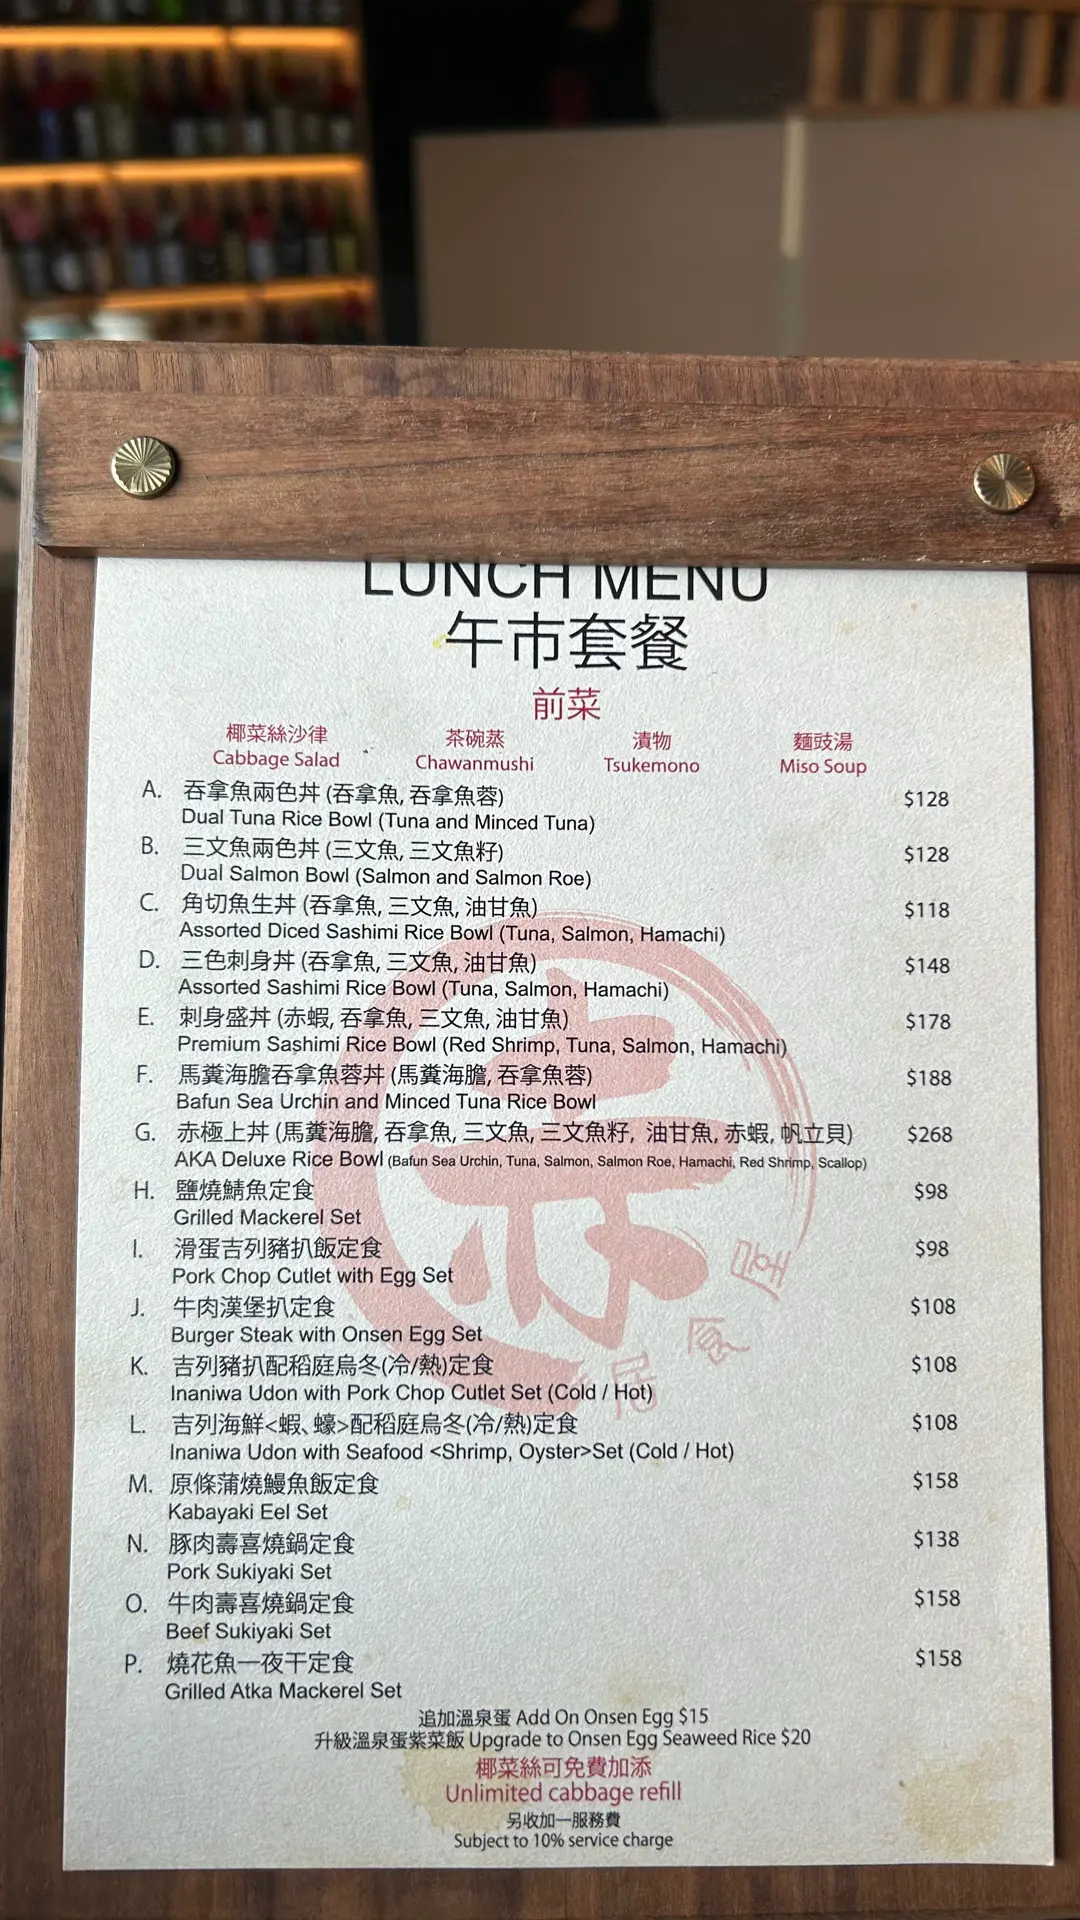 LUNCH MENU
午市套餐
前菜
椰菜絲沙律 茶碗蒸 漬物 麵豉湯
Cabbage Salad Chawanmushi Tsukemono Miso Soup
A. 吞拿魚兩色丼 (吞拿魚, 吞拿魚蓉) $128
Dual Tuna Rice Bowl (Tuna and Minced Tuna)
B. 三文魚兩色丼 (三文魚, 三文魚籽) $128
Dual Salmon Bowl (Salmon and Salmon Roe)
C. 角切魚生丼 (吞拿魚, 三文魚, 油甘魚) $118
Assorted Diced Sashimi Rice Bowl (Tuna, Salmon, Hamachi)
D. 三色刺身丼 (吞拿魚, 三文魚, 油甘魚) $148
Assorted Sashimi Rice Bowl (Tuna, Salmon, Hamachi)
E. 刺身盛丼 (赤蝦, 吞拿魚, 三文魚, 油甘魚) $178
Premium Sashimi Rice Bowl (Red Shrimp, Tuna, Salmon, Hamachi)
F. 馬糞海膽吞拿魚蓉丼 (馬糞海膽, 吞拿魚蓉) $188
Bafun Sea Urchin and Minced Tuna Rice Bowl
G. 赤極上丼 (馬糞海膽, 吞拿魚, 三文魚, 三文魚籽, 油甘魚, 赤蝦, 帆立貝) $268
AKA Deluxe Rice Bowl (Bafun Sea Urchin, Tuna, Salmon, Salmon Roe, Hamachi, Red Shrimp, Scallop)
H. 鹽燒鯖魚定食 $98
Grilled Mackerel Set
I. 滑蛋吉列豬扒飯定食 $98
Pork Chop Cutlet with Egg Set
J. 牛肉漢堡扒定食 $108
Burger Steak with Onsen Egg Set
K. 吉列豬扒配稻庭烏冬(冷/熱)定食 $108
Inaniwa Udon with Pork Chop Cutlet Set (Cold / Hot)
L. 吉列海鮮<蝦、蠔>配稻庭烏冬(冷/熱)定食 $108
Inaniwa Udon with Seafood <Shrimp, Oyster>Set (Cold / Hot)
M. 原條蒲燒鰻魚飯定食 $158
Kabayaki Eel Set
N. 豚肉壽喜燒鍋定食 $138
Pork Sukiyaki Set
O. 牛肉壽喜燒鍋定食 $158
Beef Sukiyaki Set
P. 燒花魚一夜干定食 $158
Grilled Atka Mackerel Set
追加溫泉蛋 Add On Onsen Egg $15
升級溫泉蛋紫菜飯 Upgrade to Onsen Egg Seaweed Rice $20
椰菜絲可免費加添
Unlimited cabbage refill
另收加一服務費
Subject to 10% service charge
赤
居食屋